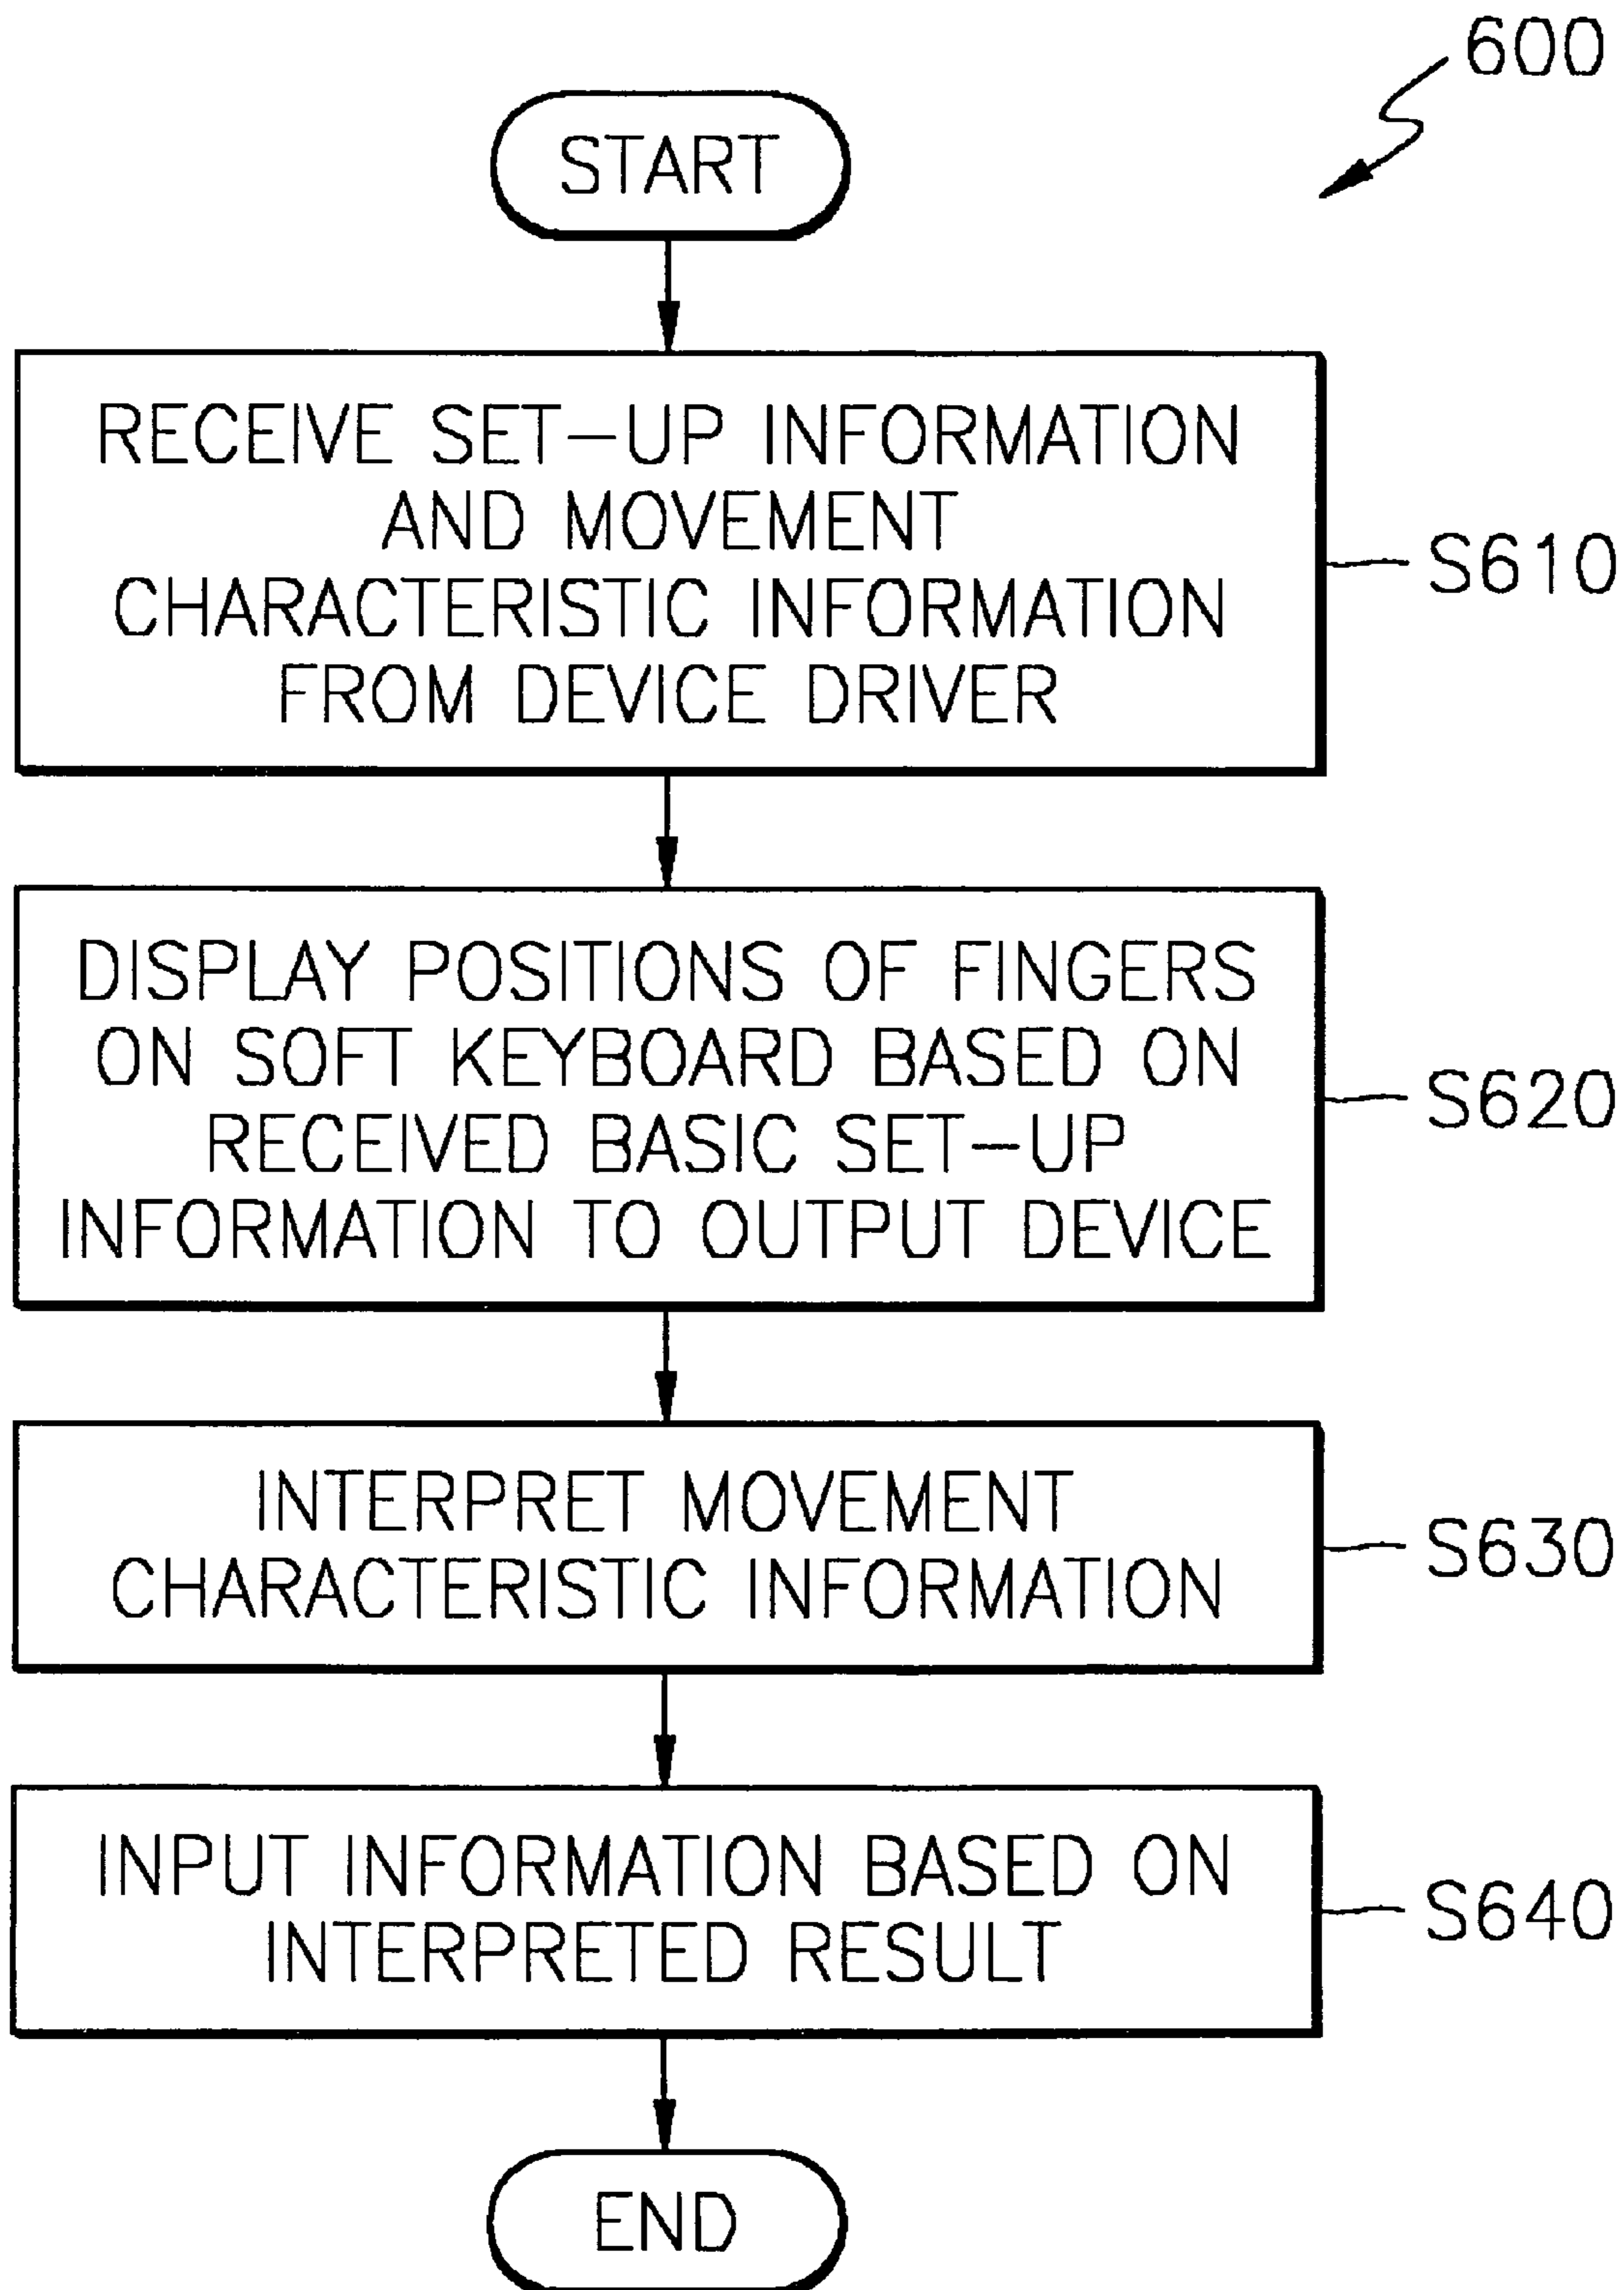 600
START
RECEIVE SET-UP INFORMATION
AND MOVEMENT
CHARACTERISTIC INFORMATION
FROM DEVICE DRIVER
S610
DISPLAY POSITIONS OF FINGERS
ON SOFT KEYBOARD BASED ON
RECEIVED BASIC SET-UP
INFORMATION TO OUTPUT DEVICE
S620
INTERPRET MOVEMENT
CHARACTERISTIC INFORMATION
S630
INPUT INFORMATION BASED ON
INTERPRETED RESULT
S640
END